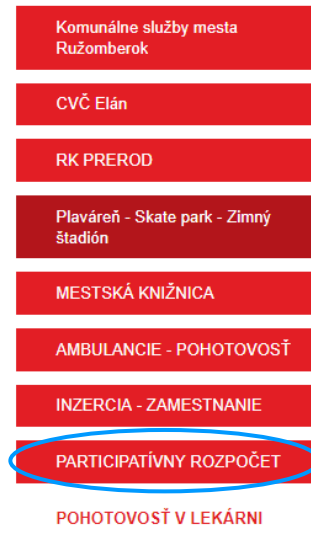 Komunálne služby mesta
Ružomberok
CVČ Elán
RK PREROD
Plaváreň - Skate park - Zimný
štadión
MESTSKÁ KNIŽNICA
AMBULANCIE - POHOTOVOSŤ
INZERCIA - ZAMESTNANIE
PARTICIPATÍVNY ROZPOČET
POHOTOVOSŤ V LEKÁRNI